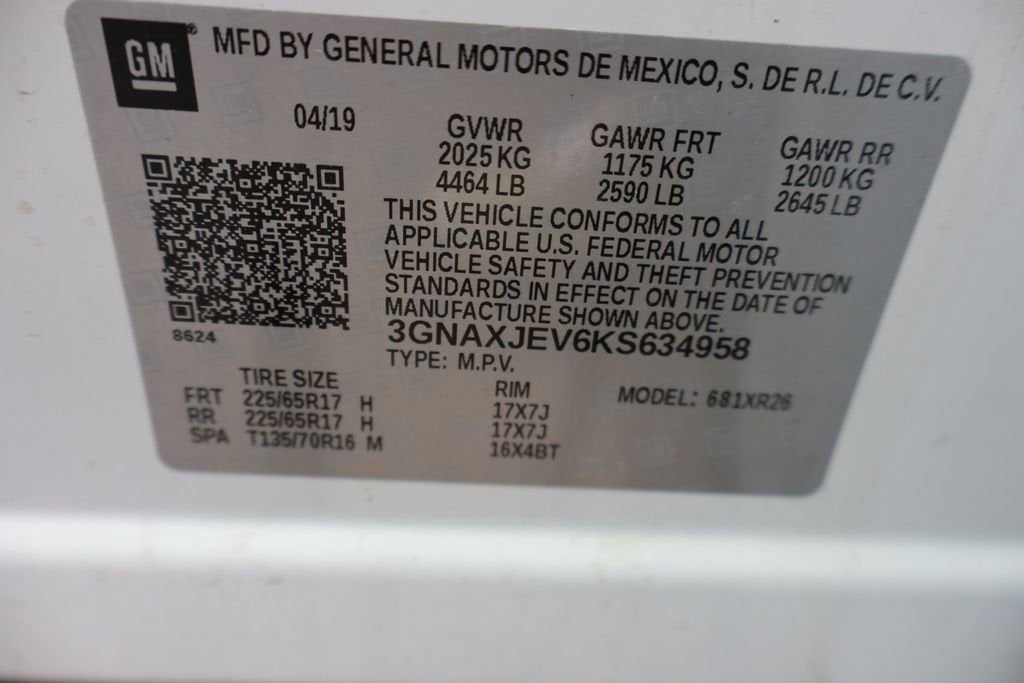 GM
MFD BY GENERAL MOTORS DE MEXICO, S. DE R.L. DE C.V.
04/19
GVWR
2025 KG
4464 LB
GAWR FRT
1175 KG
2590 LB
GAWR RR
1200 KG
2645 LB
THIS VEHICLE CONFORMS TO ALL
APPLICABLE U.S. FEDERAL MOTOR
VEHICLE SAFETY AND THEFT PREVENTION
STANDARDS IN EFFECT ON THE DATE OF
MANUFACTURE SHOWN ABOVE.
8624
3GNAXJEV6KS634958
TYPE: M.P.V.
TIRE SIZE RIM MODEL: 681XR26
FRT 225/65R17 H 17X7J
RR 225/65R17 H 17X7J
SPA T135/70R16 M 16X4BT